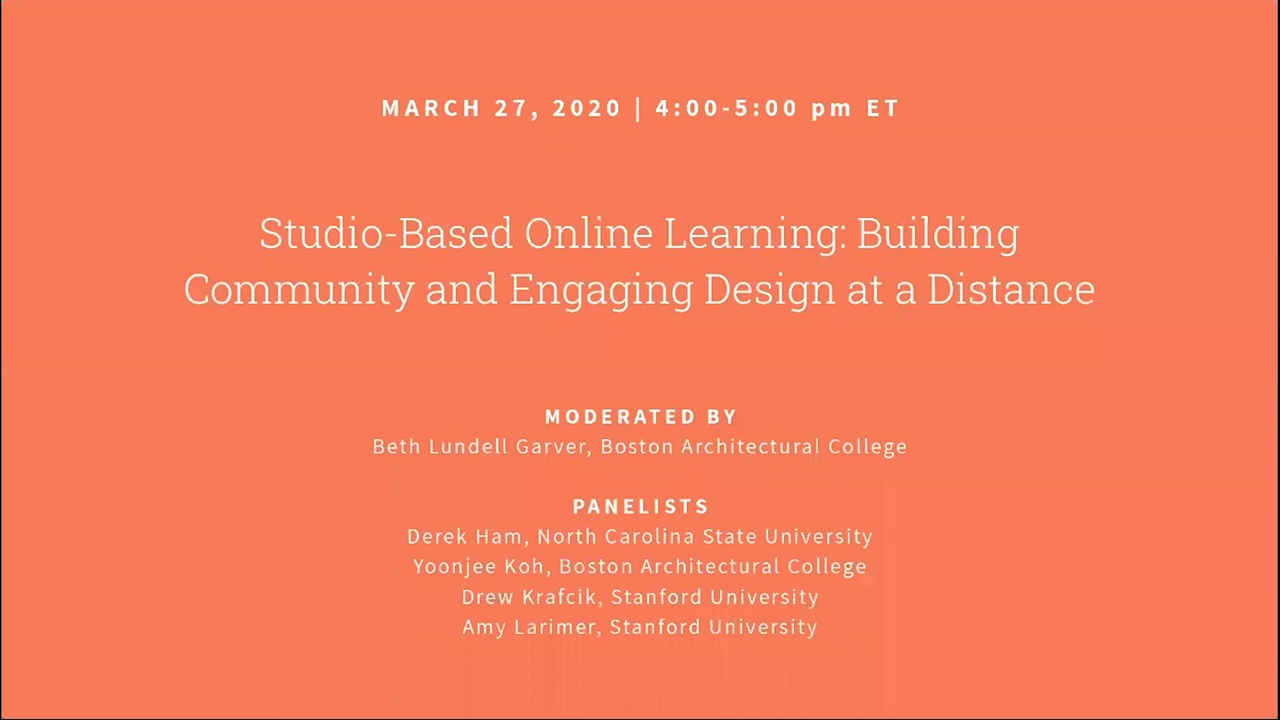 MARCH 27, 2020 | 4:00-5:00 pm ET
Studio-Based Online Learning: Building
Community and Engaging Design at a Distance
MODERATED BY
Beth Lundell Garver, Boston Architectural College
PANELISTS
Derek Ham, North Carolina State University
Yoonjee Koh, Boston Architectural College
Drew Krafcik, Stanford University
Amy Larimer, Stanford University